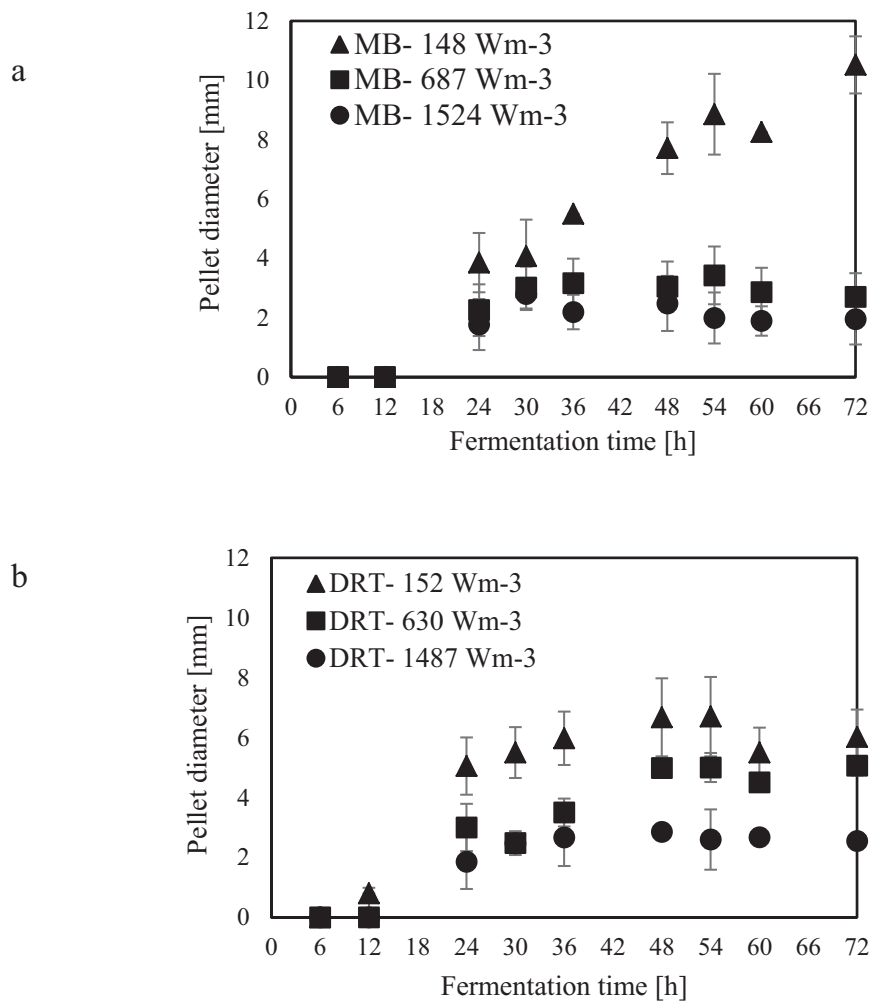 a
12
10
8
6
4
2
0
Pellet diameter [mm]
MB- 148 Wm-3
MB- 687 Wm-3
MB- 1524 Wm-3
0 6 12 18 24 30 36 42 48 54 60 66 72
Fermentation time [h]
b
12
10
8
6
4
2
0
Pellet diameter [mm]
DRT- 152 Wm-3
DRT- 630 Wm-3
DRT- 1487 Wm-3
0 6 12 18 24 30 36 42 48 54 60 66 72
Fermentation time [h]